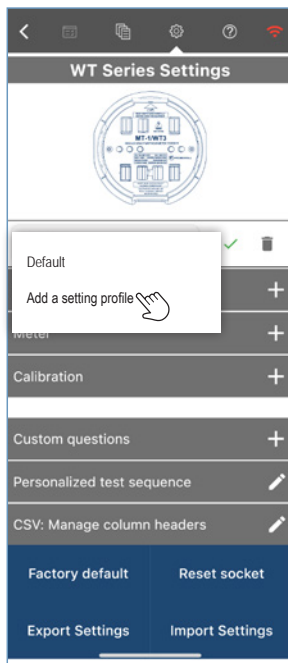 WT Series Settings
MT-1/WT3
Default
Add a setting profile
Meter
Calibration
Custom questions
Personalized test sequence
CSV: Manage column headers
Factory default
Reset socket
Export Settings
Import Settings